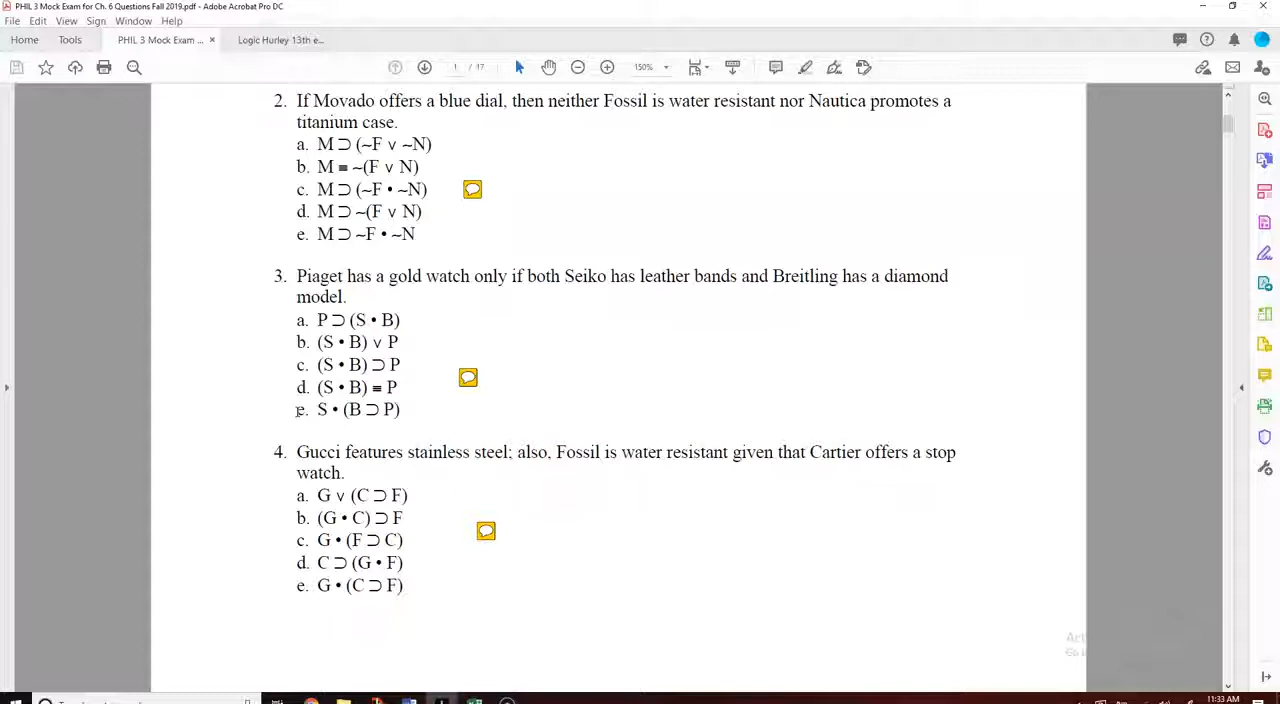 PHIL 3 Mock Exam for Ch. 6 Questions Fall 2019.pdf - Adobe Acrobat Pro DC
File Edit View Sign Window Help
Home Tools PHIL 3 Mock Exam ... × Logic Hurley 13th e...
1 / 17 150%
2. If Movado offers a blue dial, then neither Fossil is water resistant nor Nautica promotes a
titanium case.
a. M ⊃ (~F v ~N)
b. M ≡ ~(F v N)
c. M ⊃ (~F • ~N)
d. M ⊃ ~(F v N)
e. M ⊃ ~F • ~N
3. Piaget has a gold watch only if both Seiko has leather bands and Breitling has a diamond
model.
a. P ⊃ (S • B)
b. (S • B) v P
c. (S • B) ⊃ P
d. (S • B) ≡ P
e. S • (B ⊃ P)
4. Gucci features stainless steel; also, Fossil is water resistant given that Cartier offers a stop
watch.
a. G v (C ⊃ F)
b. (G • C) ⊃ F
c. G • (F ⊃ C)
d. C ⊃ (G • F)
e. G • (C ⊃ F)
11:33 AM